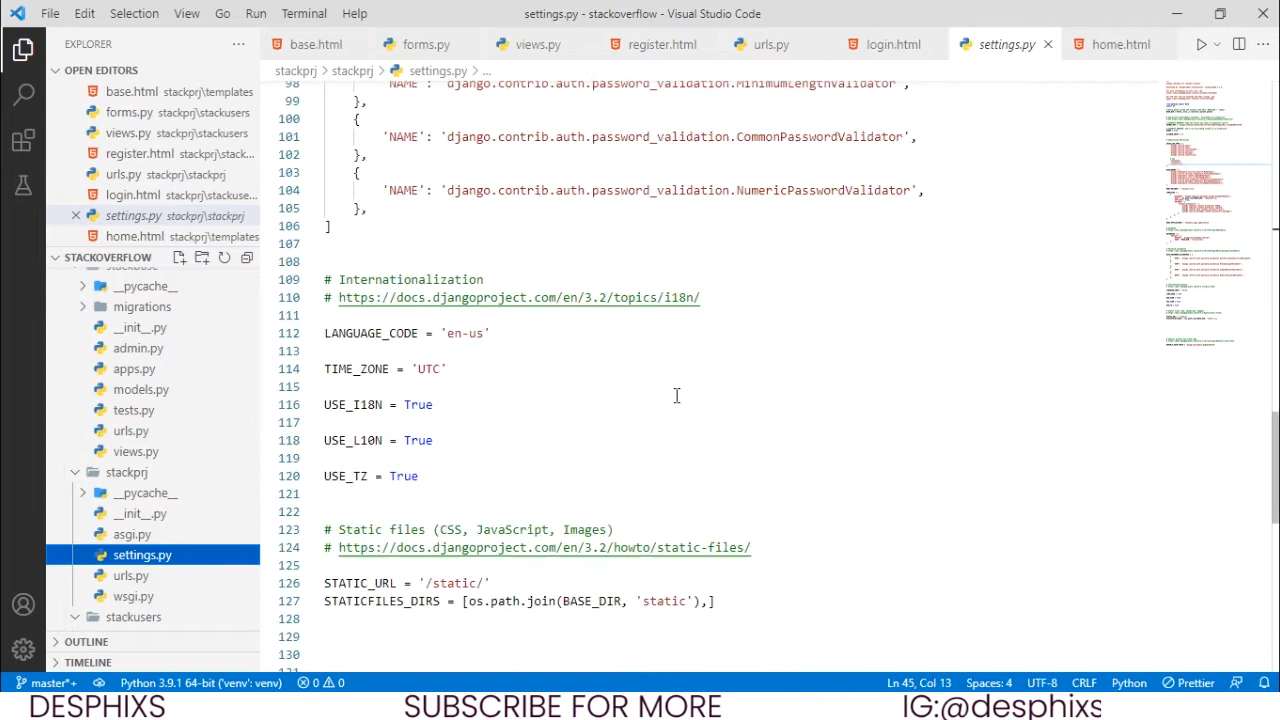 File Edit Selection View Go Run Terminal Help settings.py - stackoverflow - Visual Studio Code
EXPLORER
base.html forms.py views.py register.html urls.py login.html settings.py home.html
OPEN EDITORS
base.html stackprj\templates
forms.py stackprj\stackusers
views.py stackprj\stackusers
register.html stackprj\stack...
urls.py stackprj\stackprj
login.html stackprj\stackuse...
settings.py stackprj\stackprj
home.html stackprj\templates
STACKOVERFLOW
stackbase
__pycache__
migrations
__init__.py
admin.py
apps.py
models.py
tests.py
urls.py
views.py
stackprj
__pycache__
__init__.py
asgi.py
settings.py
urls.py
wsgi.py
stackusers
OUTLINE
TIMELINE
stackprj > stackprj > settings.py > ...
98 'NAME': 'django.contrib.auth.password_validation.MinimumLengthValidator',
99 },
100 {
101 'NAME': 'django.contrib.auth.password_validation.CommonPasswordValidator',
102 },
103 {
104 'NAME': 'django.contrib.auth.password_validation.NumericPasswordValidator',
105 },
106 ]
107
108
109 # Internationalization
110 # https://docs.djangoproject.com/en/3.2/topics/i18n/
111
112 LANGUAGE_CODE = 'en-us'
113
114 TIME_ZONE = 'UTC'
115
116 USE_I18N = True
117
118 USE_L10N = True
119
120 USE_TZ = True
121
122
123 # Static files (CSS, JavaScript, Images)
124 # https://docs.djangoproject.com/en/3.2/howto/static-files/
125
126 STATIC_URL = '/static/'
127 STATICFILES_DIRS = [os.path.join(BASE_DIR, 'static'),]
128
129
130
131
master*+ Python 3.9.1 64-bit ('venv': venv) 0 0 Ln 45, Col 13 Spaces: 4 UTF-8 CRLF Python Prettier
DESPHIXS SUBSCRIBE FOR MORE IG:@desphixs